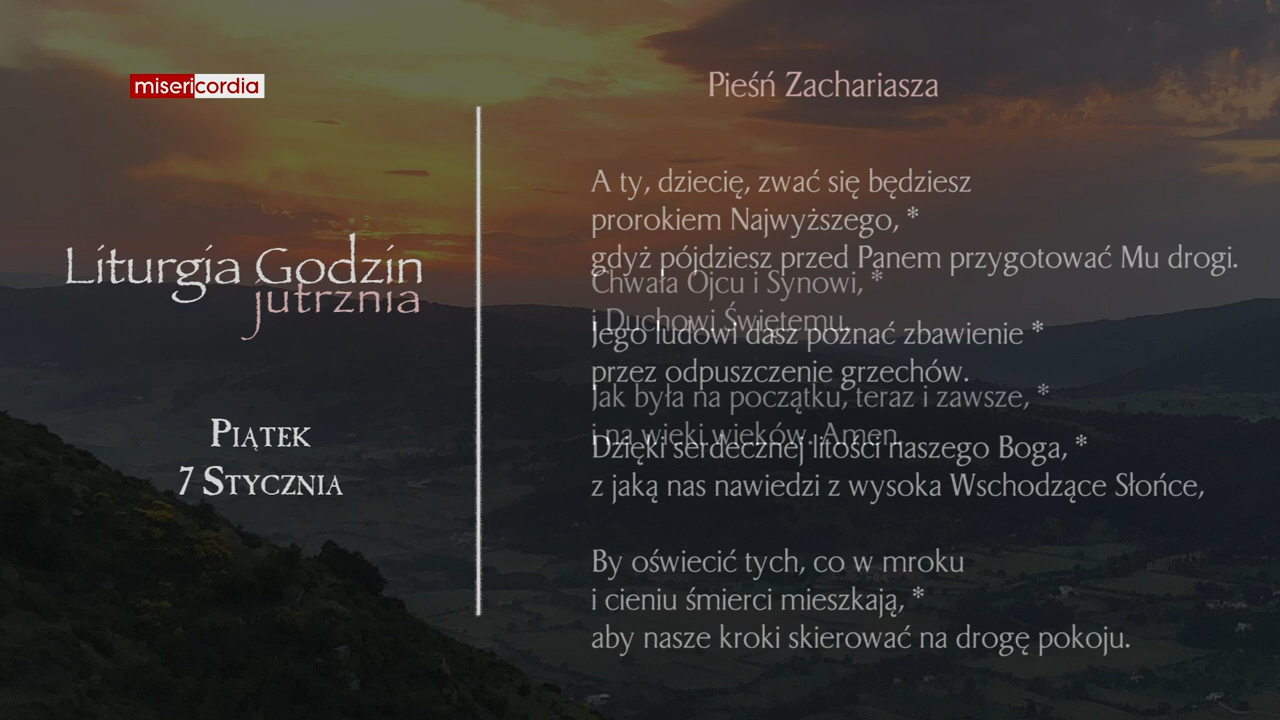 misericordia
Liturgia Godzin
jutrznia
Piątek
7 Stycznia
Pieśń Zachariasza
A ty, dziecię, zwać się będziesz
prorokiem Najwyższego, *
gdyż pójdziesz przed Panem przygotować Mu drogi.
Chwała Ojcu i Synowi, *
i Duchowi Świętemu.
Jego ludowi dasz poznać zbawienie *
przez odpuszczenie grzechów.
Jak była na początku, teraz i zawsze, *
i na wieki wieków. Amen.
Dzięki serdecznej litości naszego Boga, *
z jaką nas nawiedzi z wysoka Wschodzące Słońce,
By oświecić tych, co w mroku
i cieniu śmierci mieszkają, *
aby nasze kroki skierować na drogę pokoju.